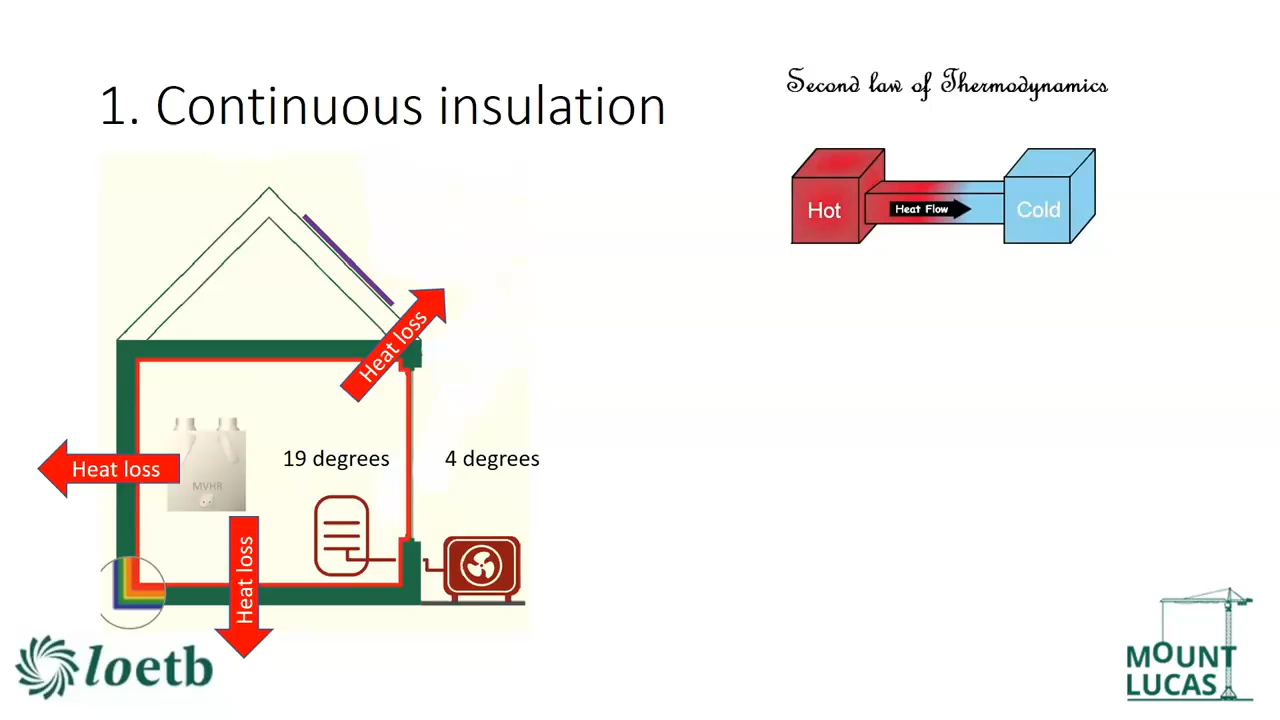 1. Continuous insulation
Second law of Thermodynamics
Hot
Heat Flow
Cold
Heat loss
Heat loss
MVHR
19 degrees
4 degrees
Heat loss
loetb
MOUNT
LUCAS